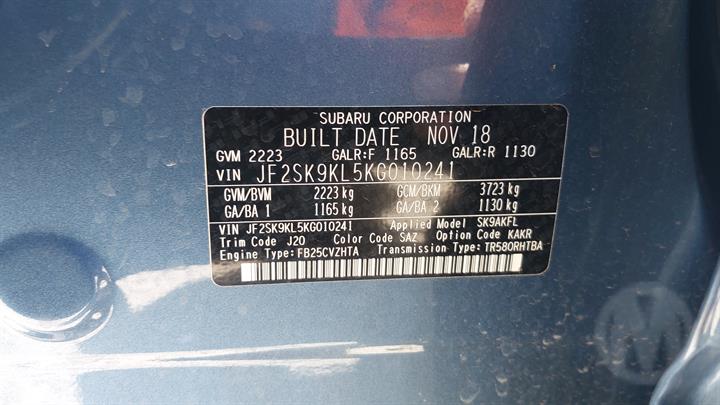 SUBARU CORPORATION
BUILT DATE NOV 18
GVM 2223 GALR:F 1165 GALR:R 1130
VIN JF2SK9KL5KG010241
GVM/BVM 2223 kg GCM/BKM 3723 kg
GA/BA 1 1165 kg GA/BA 2 1130 kg
VIN JF2SK9KL5KG010241 Applied Model SK9AKFL
Trim Code J20 Color Code SAZ Option Code KAKR
Engine Type: FB25CVZHTA Transmission Type: TR580RHTBA
M